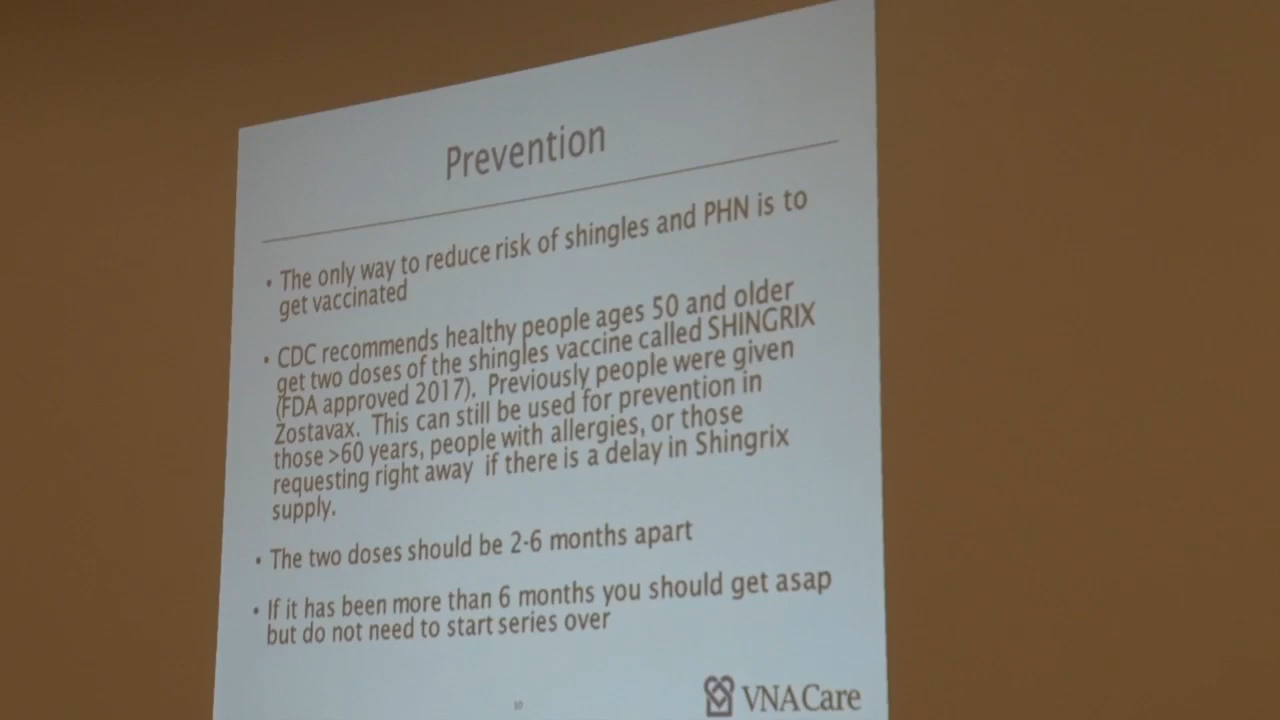 Prevention
• The only way to reduce risk of shingles and PHN is to
get vaccinated
• CDC recommends healthy people ages 50 and older
get two doses of the shingles vaccine called SHINGRIX
(FDA approved 2017). Previously people were given
Zostavax. This can still be used for prevention in
those >60 years, people with allergies, or those
requesting right away if there is a delay in Shingrix
supply.
• The two doses should be 2-6 months apart
• If it has been more than 6 months you should get asap
but do not need to start series over
10
VNA Care